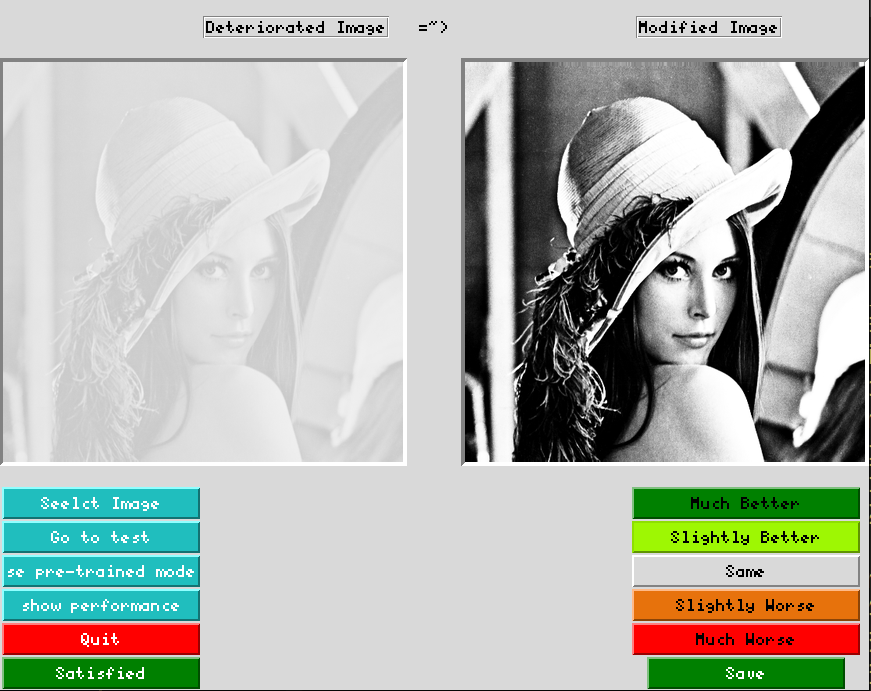 Deteriorated Image =~) Modified Image
Seelct Image
Go to test
se pre-trained mode
show performance
Quit
Satisfied
Much Better
Slightly Better
Same
Slightly Worse
Much Worse
Save